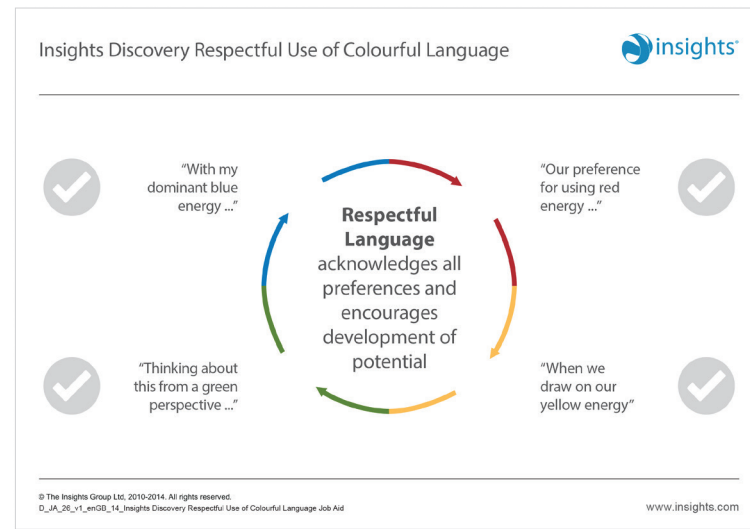 Insights Discovery Respectful Use of Colourful Language
insights®
“With my
dominant blue
energy ...”
“Our preference
for using red
energy ...”
Respectful
Language
acknowledges all
preferences and
encourages
development of
potential
“Thinking about
this from a green
perspective ...”
“When we
draw on our
yellow energy”
© The Insights Group Ltd, 2010-2014. All rights reserved.
D_JA_26_v1_enGB_14_Insights Discovery Respectful Use of Colourful Language Job Aid
www.insights.com